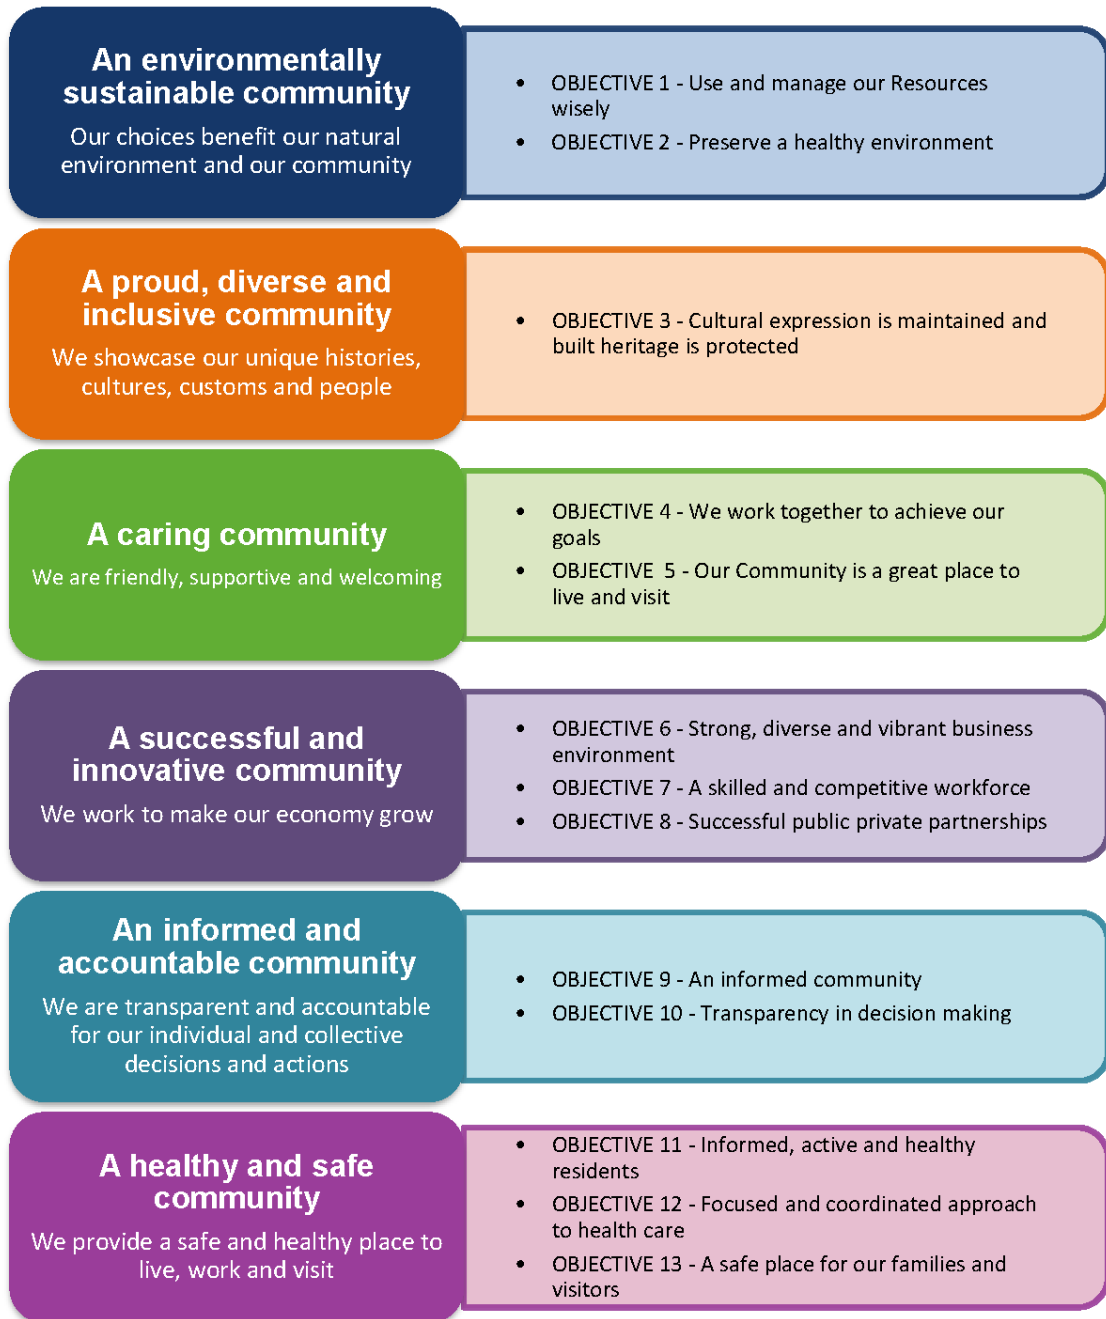 An environmentally
sustainable community
Our choices benefit our natural
environment and our community
• OBJECTIVE 1 - Use and manage our Resources
wisely
• OBJECTIVE 2 - Preserve a healthy environment
A proud, diverse and
inclusive community
We showcase our unique histories,
cultures, customs and people
• OBJECTIVE 3 - Cultural expression is maintained and
built heritage is protected
A caring community
We are friendly, supportive and welcoming
• OBJECTIVE 4 - We work together to achieve our
goals
• OBJECTIVE  5 - Our Community is a great place to
live and visit
A successful and
innovative community
We work to make our economy grow
• OBJECTIVE 6 - Strong, diverse and vibrant business
environment
• OBJECTIVE 7 - A skilled and competitive workforce
• OBJECTIVE 8 - Successful public private partnerships
An informed and
accountable community
We are transparent and accountable
for our individual and collective
decisions and actions
• OBJECTIVE 9 - An informed community
• OBJECTIVE 10 - Transparency in decision making
A healthy and safe
community
We provide a safe and healthy place to
live, work and visit
• OBJECTIVE 11 - Informed, active and healthy
residents
• OBJECTIVE 12 - Focused and coordinated approach
to health care
• OBJECTIVE 13 - A safe place for our families and
visitors